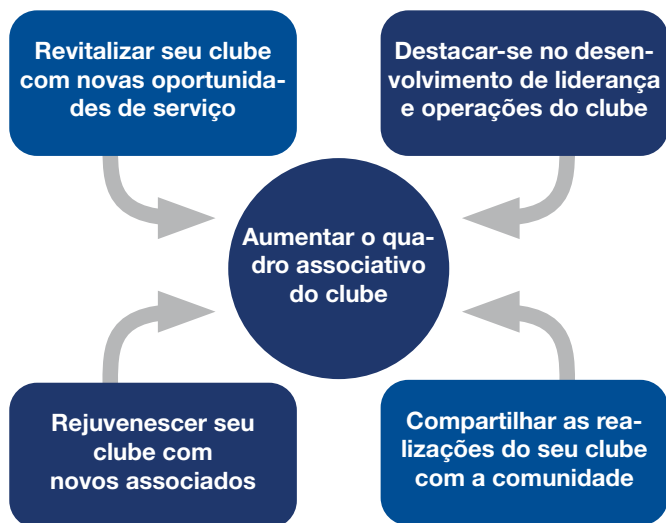 Revitalizar seu clube
com novas oportunida-
des de serviço
Destacar-se no desen-
volvimento de liderança
e operações do clube
Aumentar o qua-
dro associativo
do clube
Rejuvenescer seu
clube com
novos associados
Compartilhar as rea-
lizações do seu clube
com a comunidade